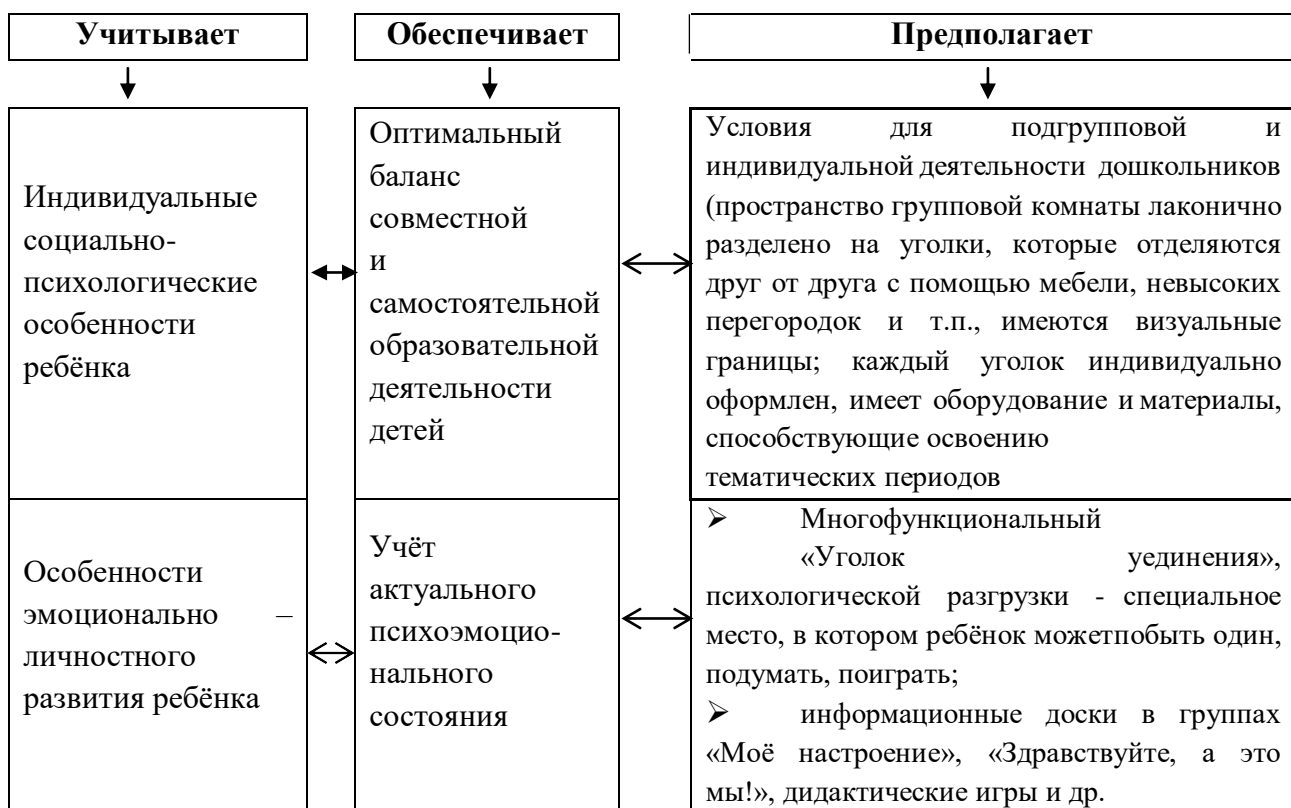 Учитывает
Обеспечивает
Предполагает
Индивидуальные
социально-
психологические
особенности
ребёнка
Оптимальный
баланс
совместной
и
самостоятельной
образовательной
деятельности
детей
Условия для подгрупповой и
индивидуальной деятельности дошкольников
(пространство групповой комнаты лаконично
разделено на уголки, которые отделяются
друг от друга с помощью мебели, невысоких
перегородок и т.п., имеются визуальные
границы; каждый уголок индивидуально
оформлен, имеет оборудование и материалы,
способствующие освоению
тематических периодов
Особенности
эмоционально –
личностного
развития ребёнка
Учёт
актуального
психоэмоцио-
нального
состояния
➢ Многофункциональный
«Уголок уединения»,
психологической разгрузки - специальное
место, в котором ребёнок можетпобыть один,
подумать, поиграть;
➢ информационные доски в группах
«Моё настроение», «Здравствуйте, а это
мы!», дидактические игры и др.